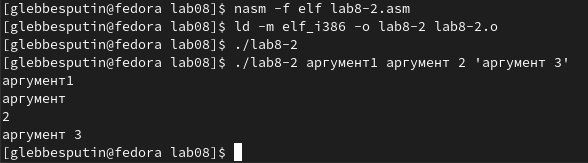 [glebbesputin@fedora lab08]$ nasm -f elf lab8-2.asm
[glebbesputin@fedora lab08]$ ld -m elf_i386 -o lab8-2 lab8-2.o
[glebbesputin@fedora lab08]$ ./lab8-2
[glebbesputin@fedora lab08]$ ./lab8-2 аргумент1 аргумент 2 'аргумент 3'
аргумент1
аргумент
2
аргумент 3
[glebbesputin@fedora lab08]$